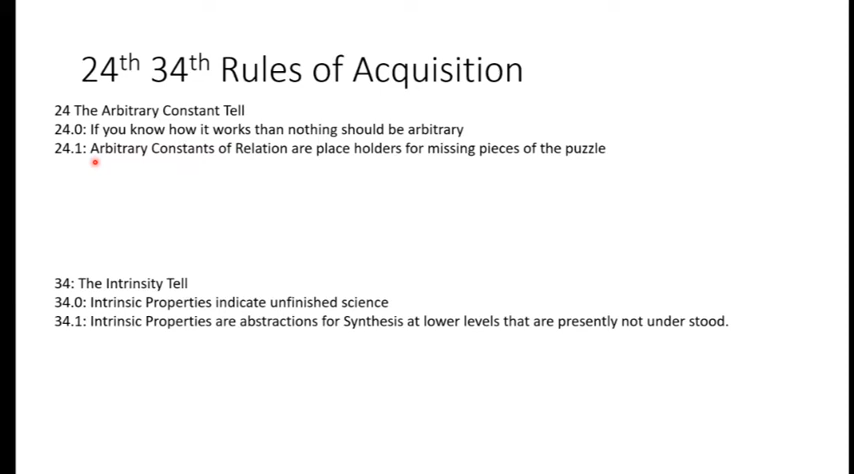 24th 34th Rules of Acquisition
24 The Arbitrary Constant Tell
24.0: If you know how it works than nothing should be arbitrary
24.1: Arbitrary Constants of Relation are place holders for missing pieces of the puzzle
34: The Intrinsity Tell
34.0: Intrinsic Properties indicate unfinished science
34.1: Intrinsic Properties are abstractions for Synthesis at lower levels that are presently not under stood.